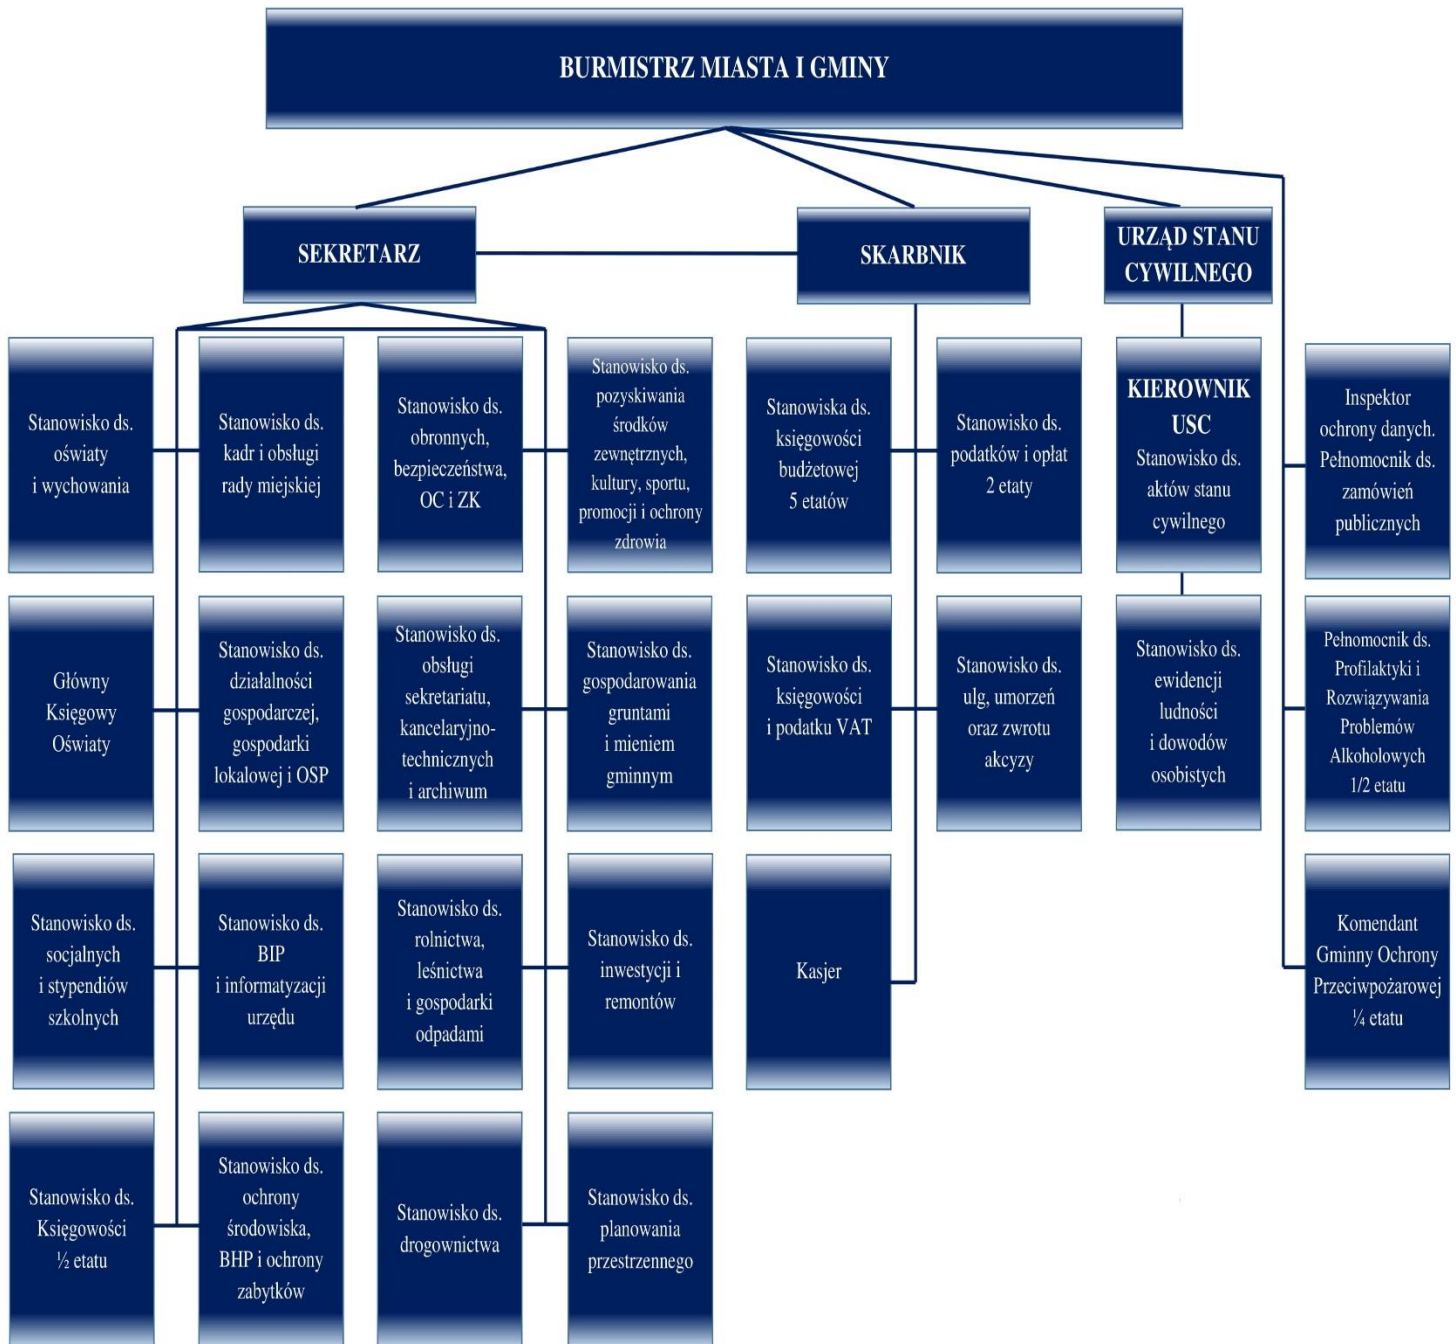 BURMISTRZ MIASTA I GMINY
SEKRETARZ
SKARBNIK
URZĄD STANU
CYWILNEGO
Stanowisko ds.
oświaty
i wychowania
Stanowisko ds.
kadr i obsługi
rady miejskiej
Stanowisko ds.
obronnych,
bezpieczeństwa,
OC i ZK
Stanowisko ds.
pozyskiwania
środków
zewnętrznych,
kultury, sportu,
promocji i ochrony
zdrowia
Stanowiska ds.
księgowości
budżetowej
5 etatów
Stanowisko ds.
podatków i opłat
2 etaty
KIEROWNIK
USC
Stanowisko ds.
aktów stanu
cywilnego
Inspektor
ochrony danych.
Pełnomocnik ds.
zamówień
publicznych
Główny
Księgowy
Oświaty
Stanowisko ds.
działalności
gospodarczej,
gospodarki
lokalowej i OSP
Stanowisko ds.
obsługi
sekretariatu,
kancelaryjno-
technicznych
i archiwum
Stanowisko ds.
gospodarowania
gruntami
i mieniem
gminnym
Stanowisko ds.
księgowości
i podatku VAT
Stanowisko ds.
ulg, umorzeń
oraz zwrotu
akcyzy
Stanowisko ds.
ewidencji
ludności
i dowodów
osobistych
Pełnomocnik ds.
Profilaktyki i
Rozwiązywania
Problemów
Alkoholowych
1/2 etatu
Stanowisko ds.
socjalnych
i stypendiów
szkolnych
Stanowisko ds.
BIP
i informatyzacji
urzędu
Stanowisko ds.
rolnictwa,
leśnictwa
i gospodarki
odpadami
Stanowisko ds.
inwestycji i
remontów
Kasjer
Komendant
Gminny Ochrony
Przeciwpożarowej
¼ etatu
Stanowisko ds.
Księgowości
½ etatu
Stanowisko ds.
ochrony
środowiska,
BHP i ochrony
zabytków
Stanowisko ds.
drogownictwa
Stanowisko ds.
planowania
przestrzennego